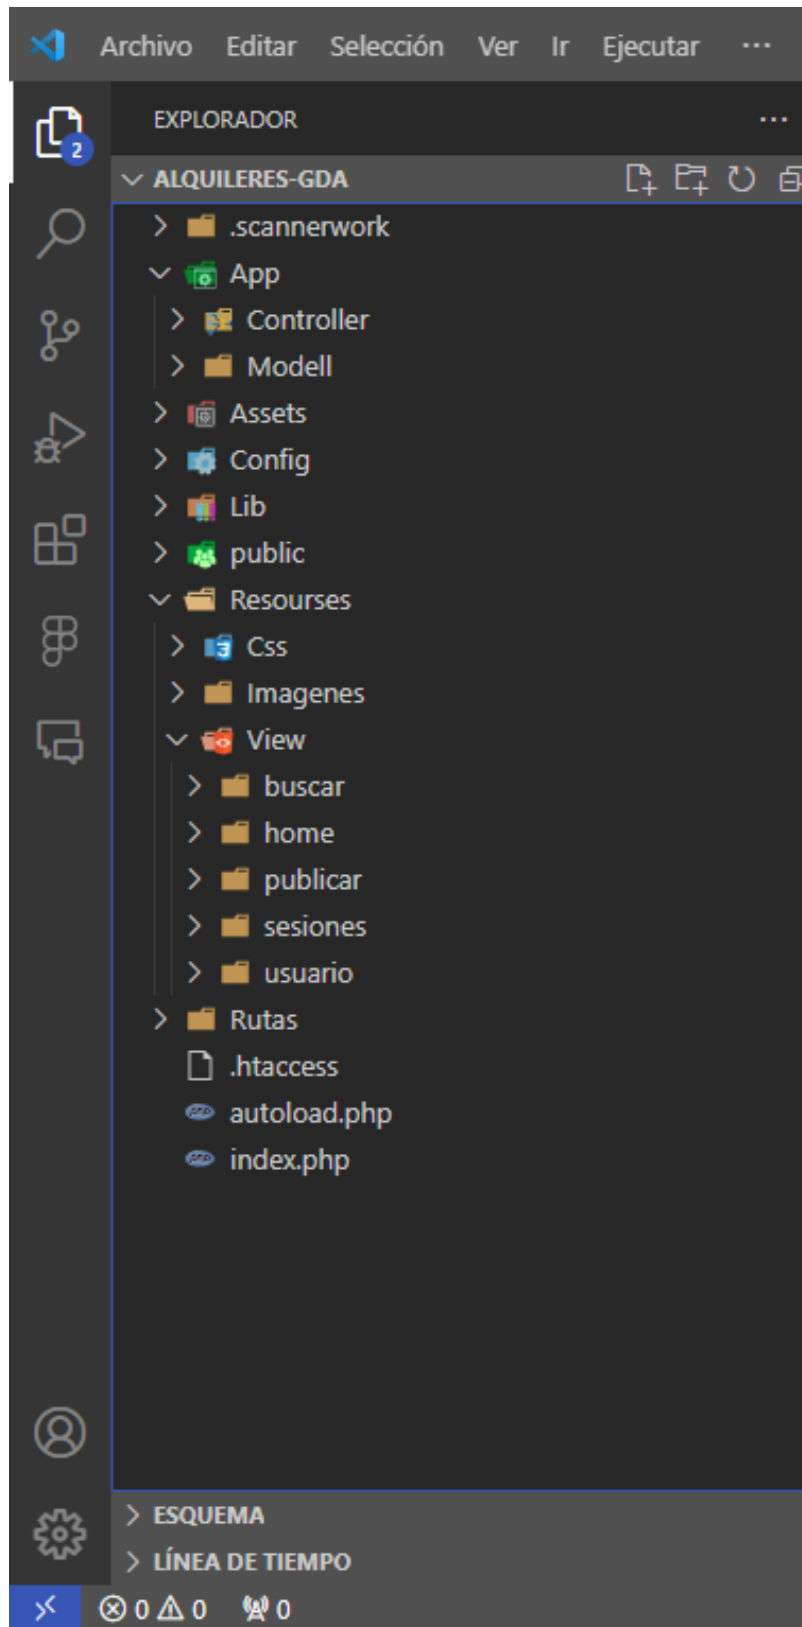 Archivo Editar Selección Ver Ir Ejecutar ···
EXPLORADOR ···
2
ALQUILERES-GDA
.scannerwork
App
Controller
Modell
Assets
Config
Lib
public
Resourses
Css
Imagenes
View
buscar
home
publicar
sesiones
usuario
Rutas
.htaccess
autoload.php
index.php
ESQUEMA
LÍNEA DE TIEMPO
0 0 0